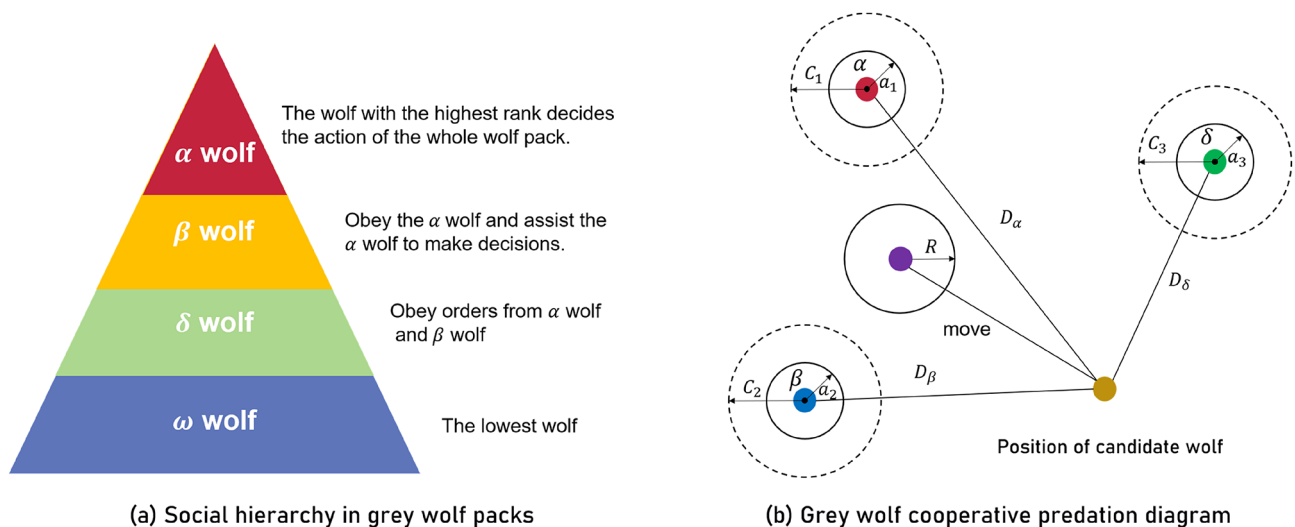 The wolf with the highest rank decides
the action of the whole wolf pack.
α wolf
Obey the α wolf and assist the
α wolf to make decisions.
β wolf
Obey orders from α wolf
and β wolf
δ wolf
The lowest wolf
ω wolf
(a) Social hierarchy in grey wolf packs
C₁
α
a₁
C₃
δ
a₃
Dα
R
Dδ
move
C₂
β
a₂
Dβ
Position of candidate wolf
(b) Grey wolf cooperative predation diagram